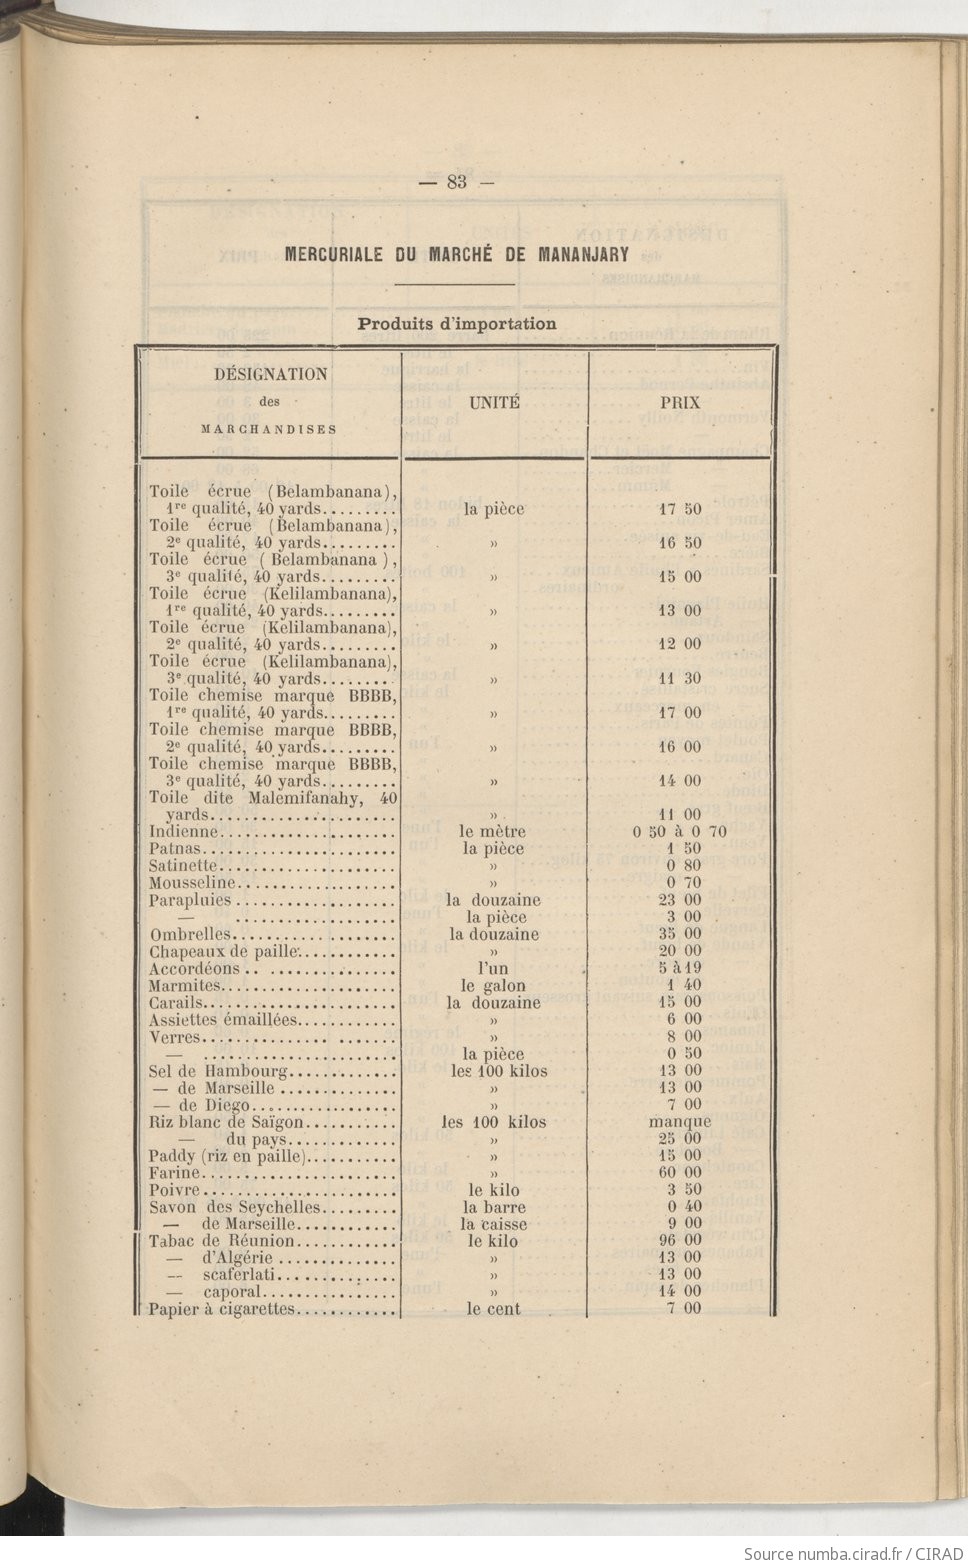 — 83 —
MERCURIALE DU MARCHÉ DE MANANJARY
Produits d'importation
DÉSIGNATION
des
MARCHANDISES
UNITÉ
PRIX
Toile écrue (Belambanana),
1re qualité, 40 yards......... la pièce 17 50
Toile écrue (Belambanana),
2e qualité, 40 yards......... » 16 50
Toile écrue ( Belambanana ),
3e qualité, 40 yards......... » 15 00
Toile écrue (Kelilambanana),
1re qualité, 40 yards......... » 13 00
Toile écrue (Kelilambanana),
2e qualité, 40 yards......... » 12 00
Toile écrue (Kelilambanana),
3e qualité, 40 yards......... » 11 30
Toile chemise marque BBBB,
1re qualité, 40 yards......... » 17 00
Toile chemise marque BBBB,
2e qualité, 40 yards......... » 16 00
Toile chemise marque BBBB,
3e qualité, 40 yards......... » 14 00
Toile dite Malemifanahy, 40
yards...................... » 11 00
Indienne..................... le mètre 0 50 à 0 70
Patnas....................... la pièce 1 50
Satinette..................... » 0 80
Mousseline................... » 0 70
Parapluies................... la douzaine 23 00
— ................... la pièce 3 00
Ombrelles.................... la douzaine 35 00
Chapeaux de paille............ » 20 00
Accordéons .. ............... l'un 5 à 19
Marmites..................... le galon 1 40
Carails....................... la douzaine 15 00
Assiettes émaillées............ » 6 00
Verres............... ....... » 8 00
— ....................... la pièce 0 50
Sel de Hambourg............. les 100 kilos 13 00
— de Marseille .............. » 13 00
— de Diego.................. » 7 00
Riz blanc de Saïgon........... les 100 kilos manque
— du pays............. » 25 00
Paddy (riz en paille)........... » 15 00
Farine....................... » 60 00
Poivre....................... le kilo 3 50
Savon des Seychelles......... la barre 0 40
— de Marseille............ la caisse 9 00
Tabac de Réunion............ le kilo 96 00
— d'Algérie .............. » 13 00
— scaferlati............... » 13 00
— caporal................ » 14 00
Papier à cigarettes............ le cent 7 00
Source numba.cirad.fr / CIRAD